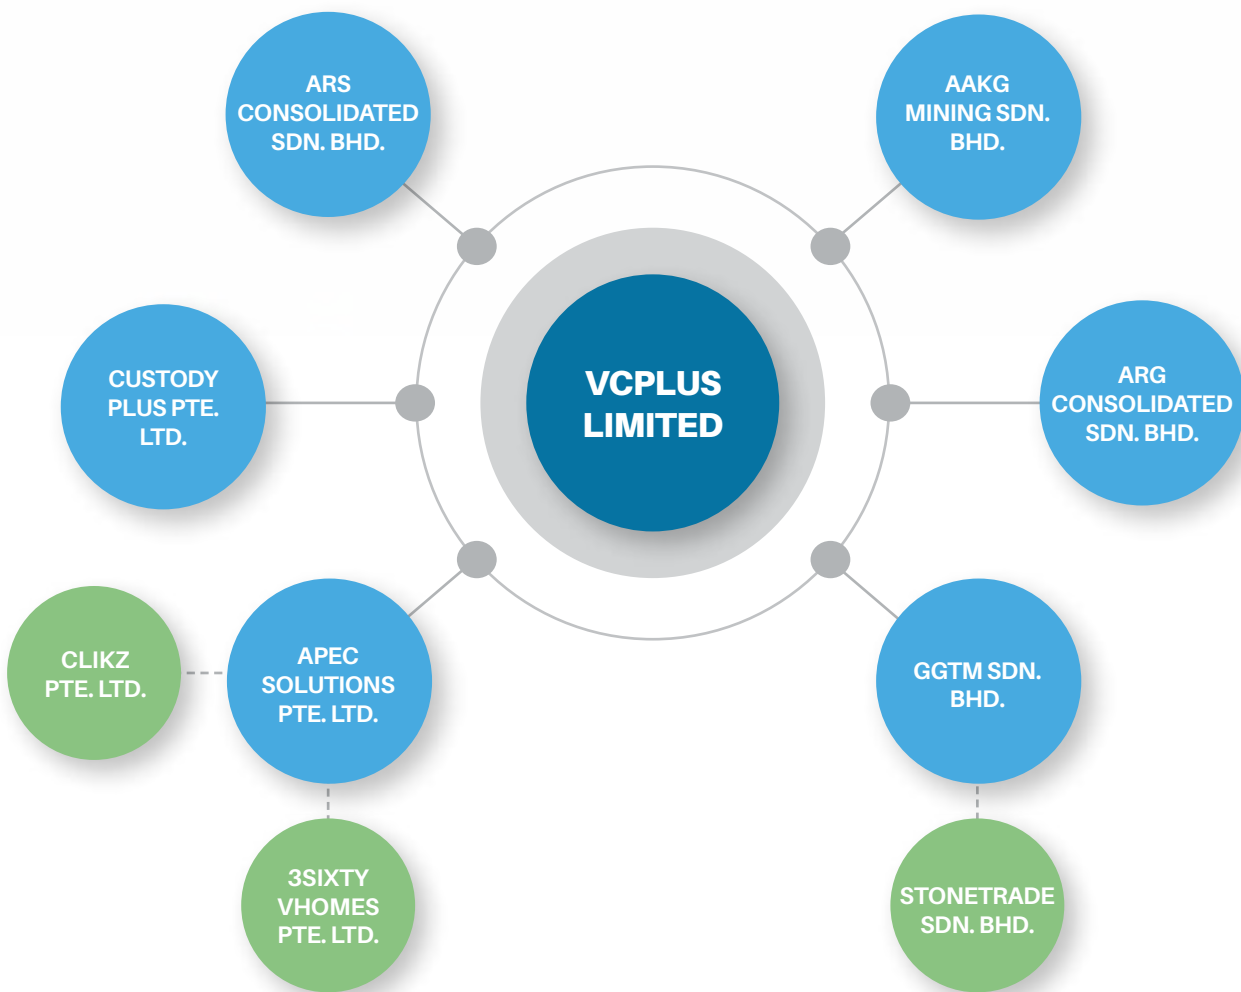 ARS
CONSOLIDATED
SDN. BHD.
AAKG
MINING SDN.
BHD.
CUSTODY
PLUS PTE.
LTD.
VCPLUS
LIMITED
ARG
CONSOLIDATED
SDN. BHD.
CLIKZ
PTE. LTD.
APEC
SOLUTIONS
PTE. LTD.
GGTM SDN.
BHD.
3SIXTY
VHOMES
PTE. LTD.
STONETRADE
SDN. BHD.